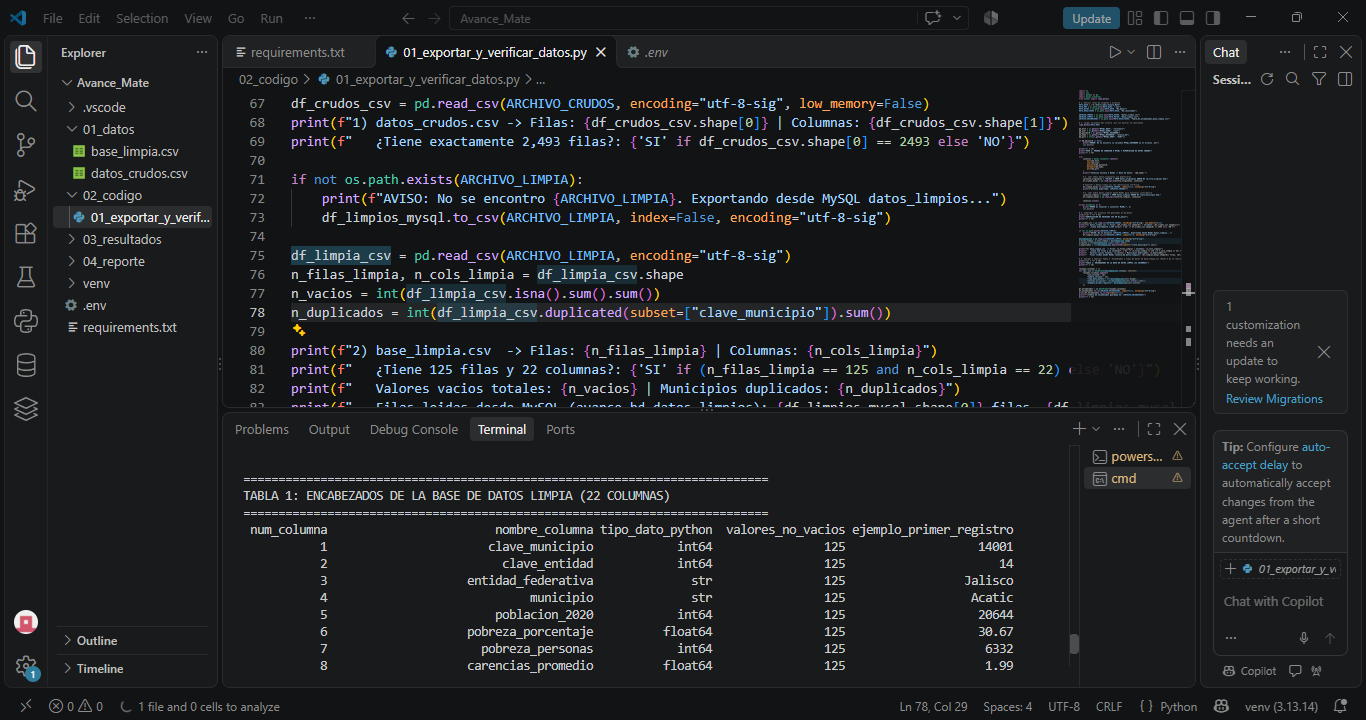 File Edit Selection View Go Run ··· Avance_Mate Update
Explorer ···
Avance_Mate
.vscode
01_datos
base_limpia.csv
datos_crudos.csv
02_codigo
01_exportar_y_verif...
03_resultados
04_reporte
venv
.env
requirements.txt
Outline
Timeline
requirements.txt 01_exportar_y_verificar_datos.py .env
02_codigo > 01_exportar_y_verificar_datos.py > ...
67 df_crudos_csv = pd.read_csv(ARCHIVO_CRUDOS, encoding="utf-8-sig", low_memory=False)
68 print(f"1) datos_crudos.csv -> Filas: {df_crudos_csv.shape[0]} | Columnas: {df_crudos_csv.shape[1]}")
69 print(f"   ¿Tiene exactamente 2,493 filas?: {'SI' if df_crudos_csv.shape[0] == 2493 else 'NO'}")
70
71 if not os.path.exists(ARCHIVO_LIMPIA):
72     print(f"AVISO: No se encontro {ARCHIVO_LIMPIA}. Exportando desde MySQL datos_limpios...")
73     df_limpios_mysql.to_csv(ARCHIVO_LIMPIA, index=False, encoding="utf-8-sig")
74
75 df_limpia_csv = pd.read_csv(ARCHIVO_LIMPIA, encoding="utf-8-sig")
76 n_filas_limpia, n_cols_limpia = df_limpia_csv.shape
77 n_vacios = int(df_limpia_csv.isna().sum().sum())
78 n_duplicados = int(df_limpia_csv.duplicated(subset=["clave_municipio"]).sum())
79
80 print(f"2) base_limpia.csv  -> Filas: {n_filas_limpia} | Columnas: {n_cols_limpia}")
81 print(f"   ¿Tiene 125 filas y 22 columnas?: {'SI' if (n_filas_limpia == 125 and n_cols_limpia == 22) else 'NO'}")
82 print(f"   Valores vacios totales: {n_vacios} | Municipios duplicados: {n_duplicados}")
Problems Output Debug Console Terminal Ports
powers...
cmd
TABLA 1: ENCABEZADOS DE LA BASE DE DATOS LIMPIA (22 COLUMNAS)
num_columna nombre_columna tipo_dato_python valores_no_vacios ejemplo_primer_registro
1 clave_municipio int64 125 14001
2 clave_entidad int64 125 14
3 entidad_federativa str 125 Jalisco
4 municipio str 125 Acatic
5 poblacion_2020 int64 125 20644
6 pobreza_porcentaje float64 125 30.67
7 pobreza_personas int64 125 6332
8 carencias_promedio float64 125 1.99
Chat ···
Sessi...
1
customization
needs an
update to
keep working.
Review Migrations
Tip: Configure auto-
accept delay to
automatically accept
changes from the
agent after a short
countdown.
Chat with Copilot
···
Copilot
1
0 0 1 file and 0 cells to analyze Ln 78, Col 29 Spaces: 4 UTF-8 CRLF { } Python venv (3.13.14)